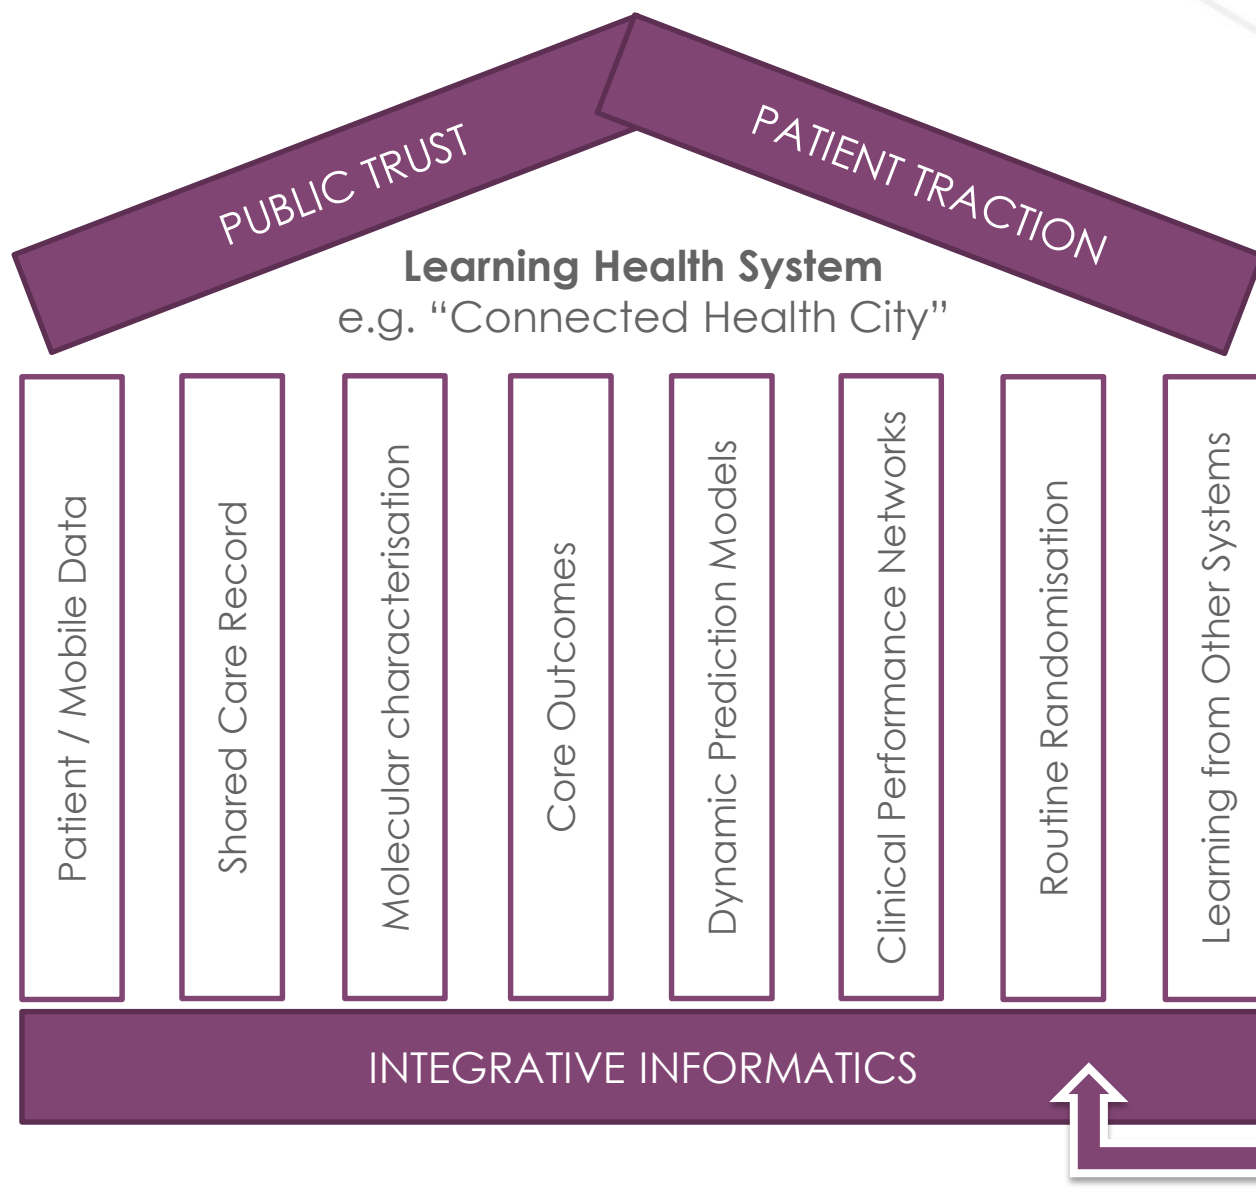 PUBLIC TRUST
PATIENT TRACTION
Learning Health System
e.g. “Connected Health City”
Patient / Mobile Data
Shared Care Record
Molecular characterisation
Core Outcomes
Dynamic Prediction Models
Clinical Performance Networks
Routine Randomisation
Learning from Other Systems
INTEGRATIVE INFORMATICS